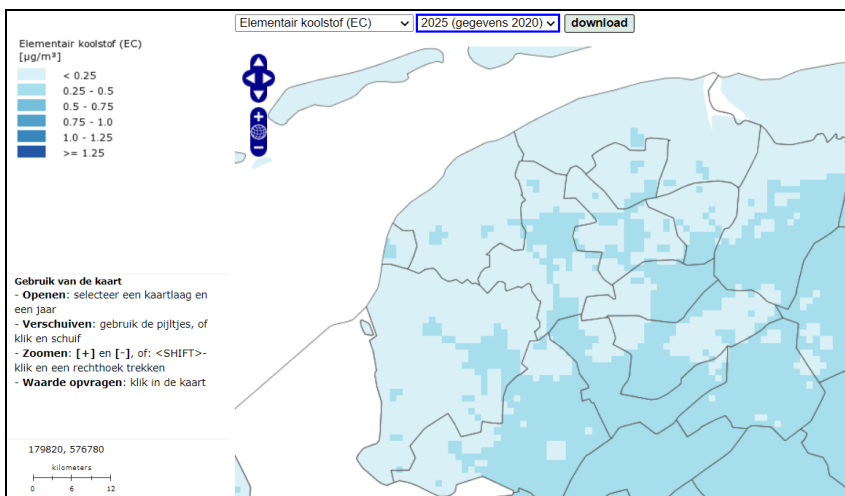 Elementair koolstof (EC)
2025 (gegevens 2020)
download
Elementair koolstof (EC)
[µg/m³]
< 0.25
0.25 - 0.5
0.5 - 0.75
0.75 - 1.0
1.0 - 1.25
>= 1.25
Gebruik van de kaart
- Openen: selecteer een kaartlaag en
een jaar
- Verschuiven: gebruik de pijltjes, of
klik en schuif
- Zoomen: [+] en [-], of: <SHIFT>-
klik en een rechthoek trekken
- Waarde opvragen: klik in de kaart
179820, 576780
kilometers
0 6 12